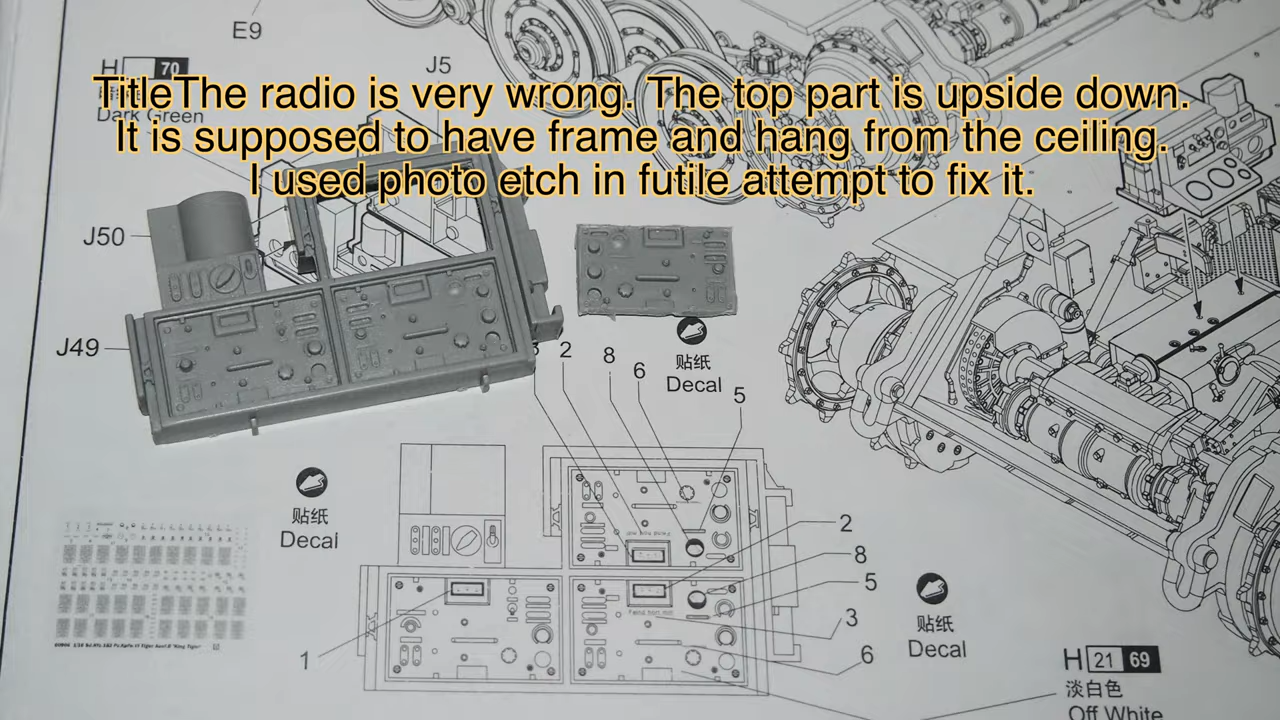 E9
H 70
J5
TitleThe radio is very wrong. The top part is upside down.
Dark Green
It is supposed to have frame and hang from the ceiling.
I used photo etch in futile attempt to fix it.
J50
J49
2
8
6
5
贴纸
Decal
贴纸
Decal
2
8
5
3
6
1
贴纸
Decal
H 21 69
淡白色
Off White